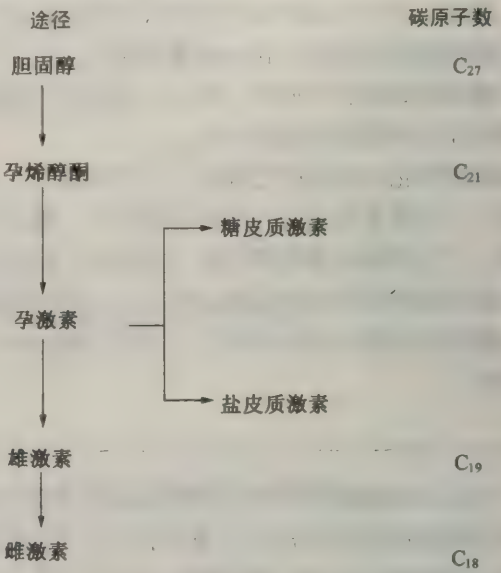 途径 碳原子数
胆固醇 C₂₇
孕烯醇酮 C₂₁
糖皮质激素
孕激素
盐皮质激素
雄激素 C₁₉
雌激素 C₁₈